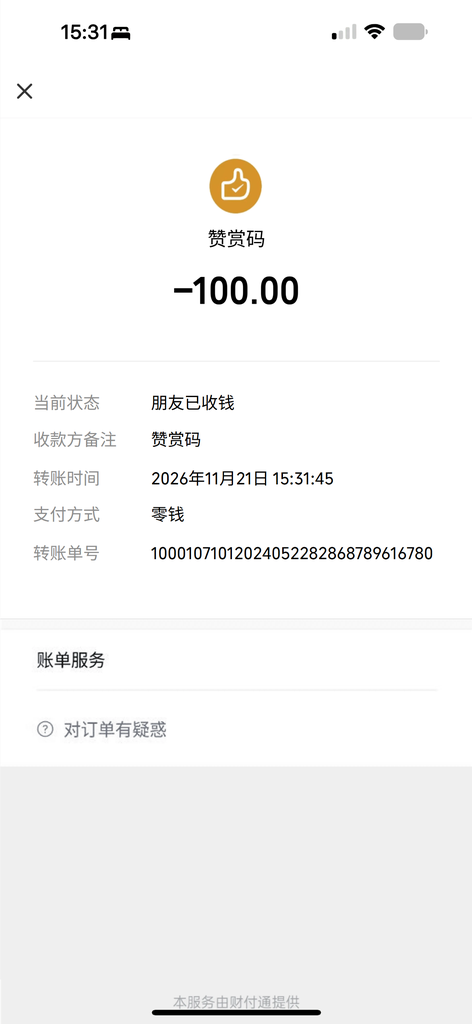 15:31
赞赏码
-100.00
当前状态 朋友已收钱
收款方备注 赞赏码
转账时间 2026年11月21日 15:31:45
支付方式 零钱
转账单号 1000107101202405228286878961​6780
账单服务
? 对订单有疑惑
本服务由财付通提供